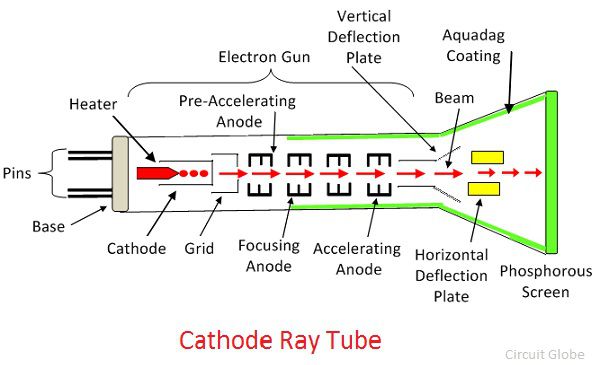 Vertical
Deflection
Plate
Aquadag
Coating
Electron Gun
Heater
Pre-Accelerating
Anode
Beam
Pins
Base
Cathode
Grid
Focusing
Anode
Accelerating
Anode
Horizontal
Deflection
Plate
Phosphorous
Screen
Cathode Ray Tube
Circuit Globe